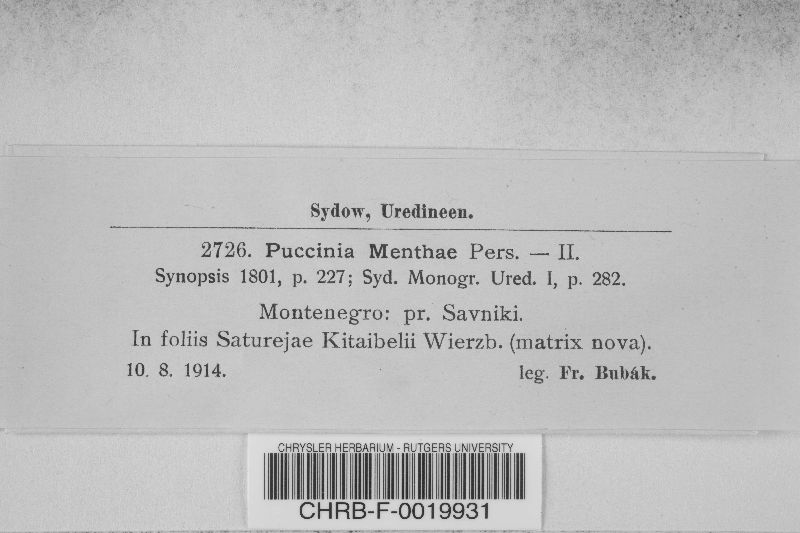 Sydow, Uredineen.
2726. Puccinia Menthae Pers. — II.
Synopsis 1801, p. 227; Syd. Monogr. Ured. I, p. 282.
Montenegro: pr. Savniki.
In foliis Saturejae Kitaibelii Wierzb. (matrix nova).
10. 8. 1914. leg. Fr. Bubák.
CHRYSLER HERBARIUM - RUTGERS UNIVERSITY
CHRB-F-0019931